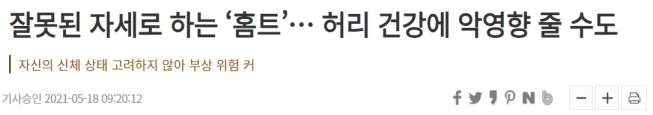 잘못된 자세로 하는 ‘홈트’… 허리 건강에 악영향 줄 수도
자신의 신체 상태 고려하지 않아 부상 위험 커
기사승인 2021-05-18 09:20:12